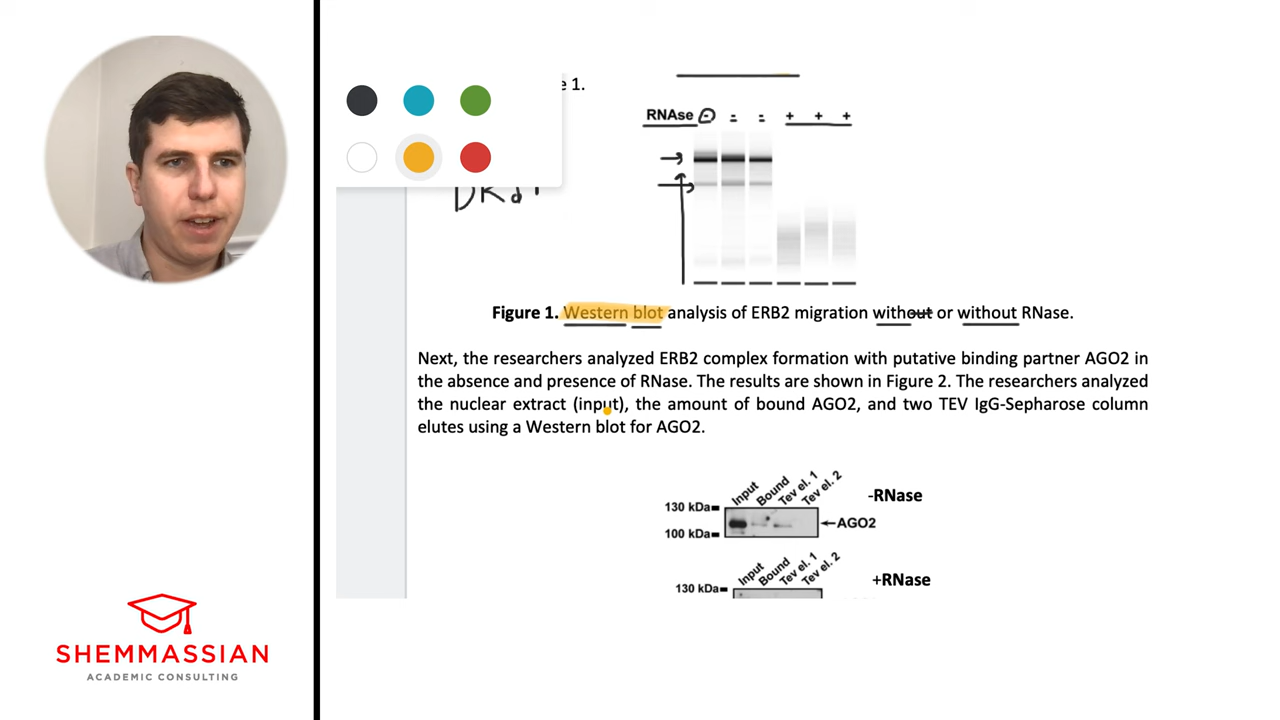 e 1.
RNAse - - - + + +
Figure 1. Western blot analysis of ERB2 migration without or without RNase.
Next, the researchers analyzed ERB2 complex formation with putative binding partner AGO2 in
the absence and presence of RNase. The results are shown in Figure 2. The researchers analyzed
the nuclear extract (input), the amount of bound AGO2, and two TEV IgG-Sepharose column
elutes using a Western blot for AGO2.
Input Bound Tev el. 1 Tev el. 2
-RNase
130 kDa
AGO2
100 kDa
Input Bound Tev el. 1 Tev el. 2
+RNase
130 kDa
SHEMMASSIAN
ACADEMIC CONSULTING